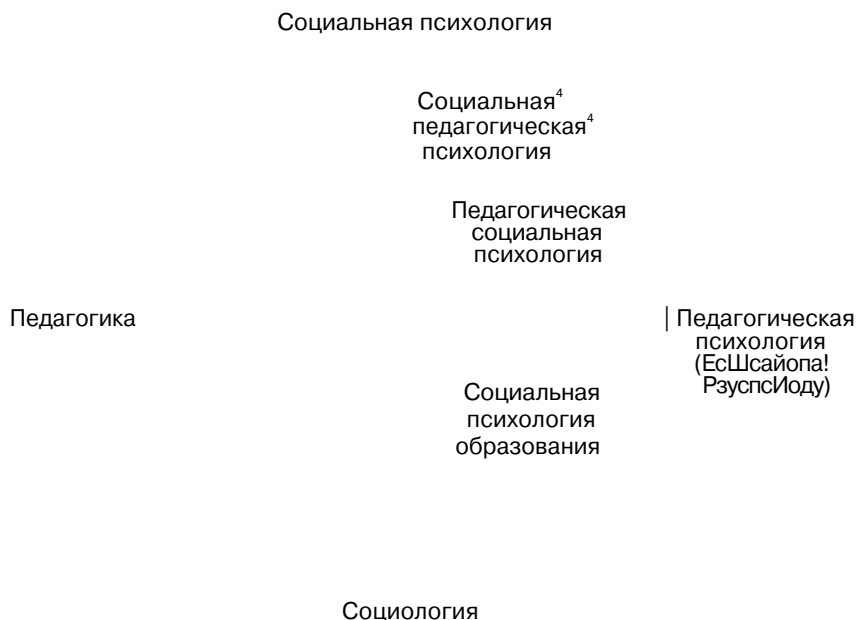 Социальная психология
Социальная⁴
педагогическая⁴
психология
Педагогическая
социальная
психология
Педагогика
| Педагогическая
психология
(ЕсШсайопа!
РзуспсИоду)
Социальная
психология
образования
Социология